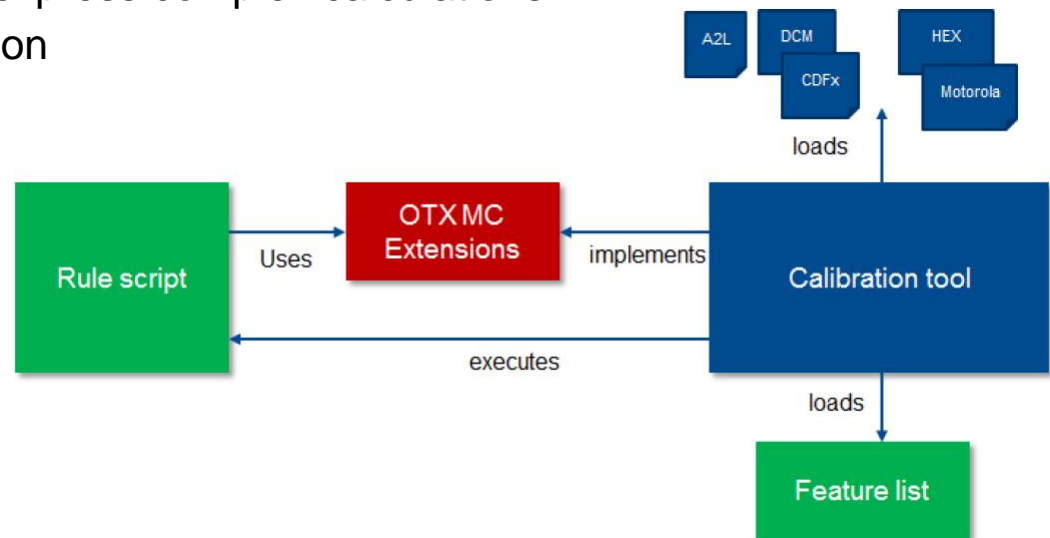 on
A2L
DCM
CDFx
HEX
Motorola
loads
Rule script
Uses
OTX MC
Extensions
implements
Calibration tool
executes
loads
Feature list